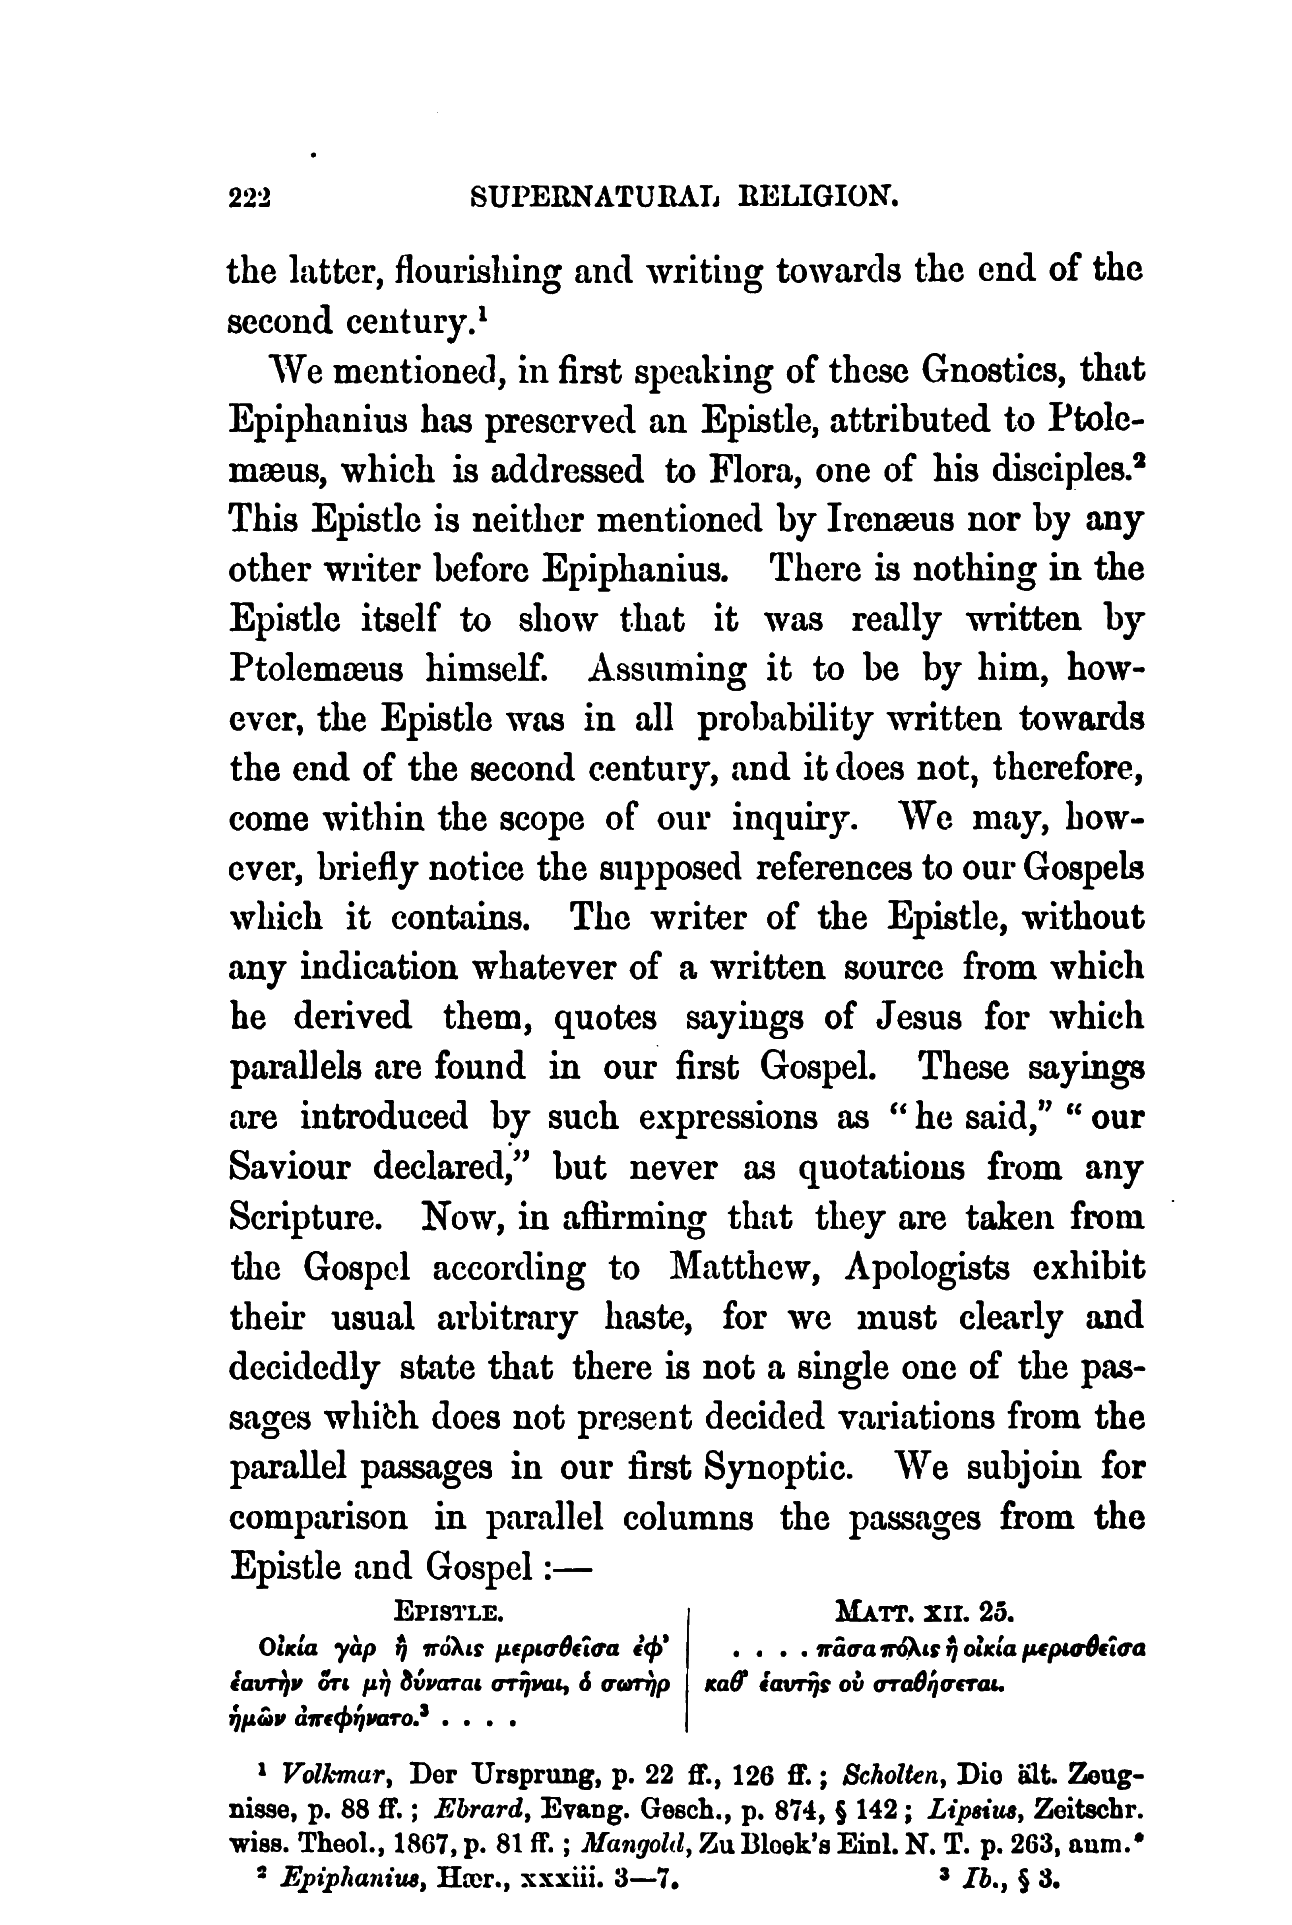 222 SUPERNATURAL RELIGION.
the latter, flourishing and writing towards the end of the
second century.¹
We mentioned, in first speaking of these Gnostics, that
Epiphanius has preserved an Epistle, attributed to Ptole-
mæus, which is addressed to Flora, one of his disciples.²
This Epistle is neither mentioned by Irenæus nor by any
other writer before Epiphanius. There is nothing in the
Epistle itself to show that it was really written by
Ptolemæus himself. Assuming it to be by him, how-
ever, the Epistle was in all probability written towards
the end of the second century, and it does not, therefore,
come within the scope of our inquiry. We may, how-
ever, briefly notice the supposed references to our Gospels
which it contains. The writer of the Epistle, without
any indication whatever of a written source from which
he derived them, quotes sayings of Jesus for which
parallels are found in our first Gospel. These sayings
are introduced by such expressions as “he said,” “our
Saviour declared,” but never as quotations from any
Scripture. Now, in affirming that they are taken from
the Gospel according to Matthew, Apologists exhibit
their usual arbitrary haste, for we must clearly and
decidedly state that there is not a single one of the pas-
sages which does not present decided variations from the
parallel passages in our first Synoptic. We subjoin for
comparison in parallel columns the passages from the
Epistle and Gospel :—
EPISTLE.
Οἰκία γὰρ ἢ πόλις μερισθεῖσα ἐφ’
ἑαυτὴν ὅτι μὴ δύναται στῆναι, ὁ σωτὴρ
ἡμῶν ἀπεφήνατο.³ . . . .
MATT. XII. 25.
. . . . πᾶσα πόλις ἢ οἰκία μερισθεῖσα
καθ’ ἑαυτῆς οὐ σταθήσεται.
¹ Volkmar, Der Ursprung, p. 22 ff., 126 ff. ; Scholten, Die ält. Zeug-
nisse, p. 88 ff. ; Ebrard, Evang. Gesch., p. 874, § 142 ; Lipsius, Zeitschr.
wiss. Theol., 1867, p. 81 ff. ; Mangold, Zu Bleek’s Einl. N. T. p. 263, anm.*
² Epiphanius, Hær., xxxiii. 3—7. ³ Ib., § 3.